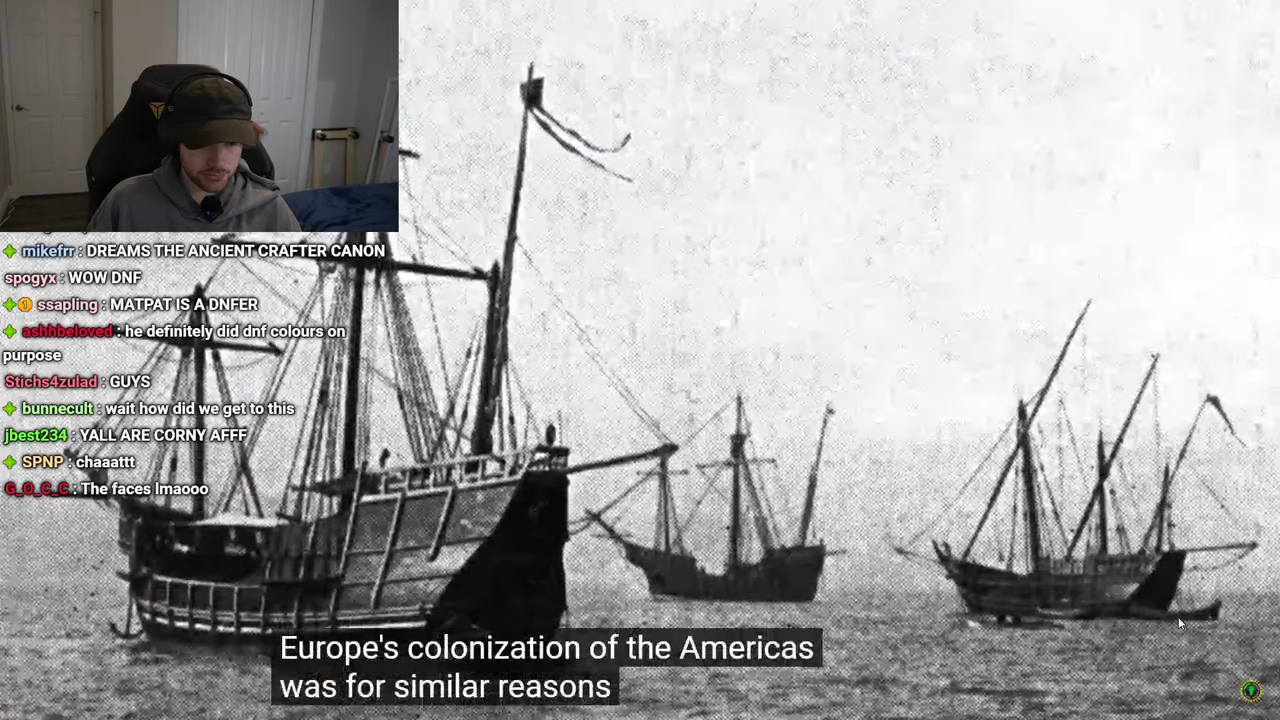 mikefrr : DREAMS THE ANCIENT CRAFTER CANON
spogyx : WOW DNF
ssapling : MATPAT IS A DNFER
ashhbeloved : he definitely did dnf colours on
purpose
Stichs4zulad : GUYS
bunnecult : wait how did we get to this
jbest234 : YALL ARE CORNY AFFF
SPNP : chaaattt
G_O_C_C : The faces lmaooo
Europe's colonization of the Americas
was for similar reasons